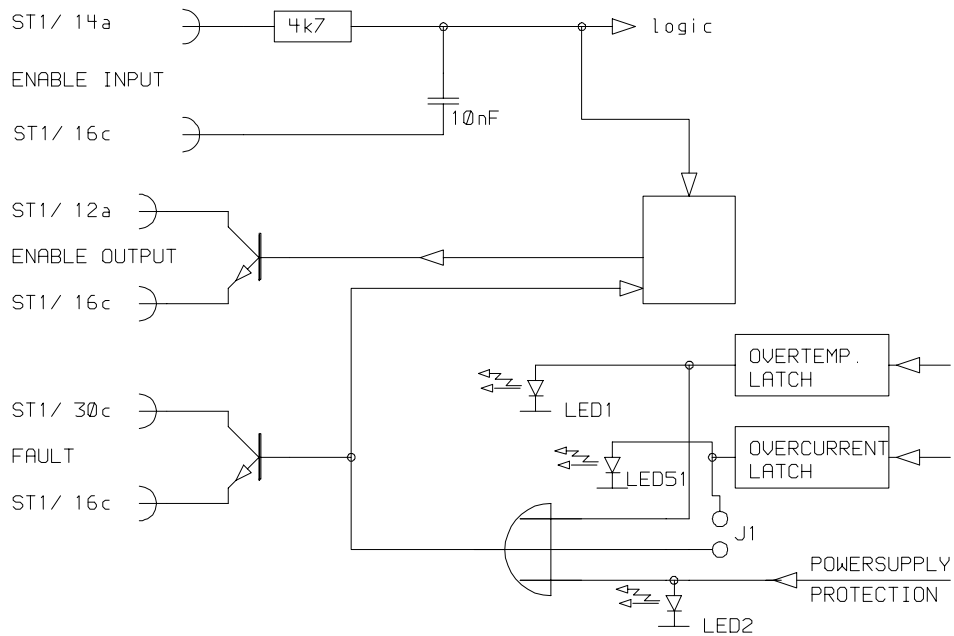 ST1/ 14a
4k7
logic
ENABLE INPUT
10nF
ST1/ 16c
ST1/ 12a
ENABLE OUTPUT
ST1/ 16c
OVERTEMP.
LATCH
LED1
ST1/ 30c
FAULT
OVERCURRENT
LATCH
LED51
ST1/ 16c
J1
POWERSUPPLY
PROTECTION
LED2